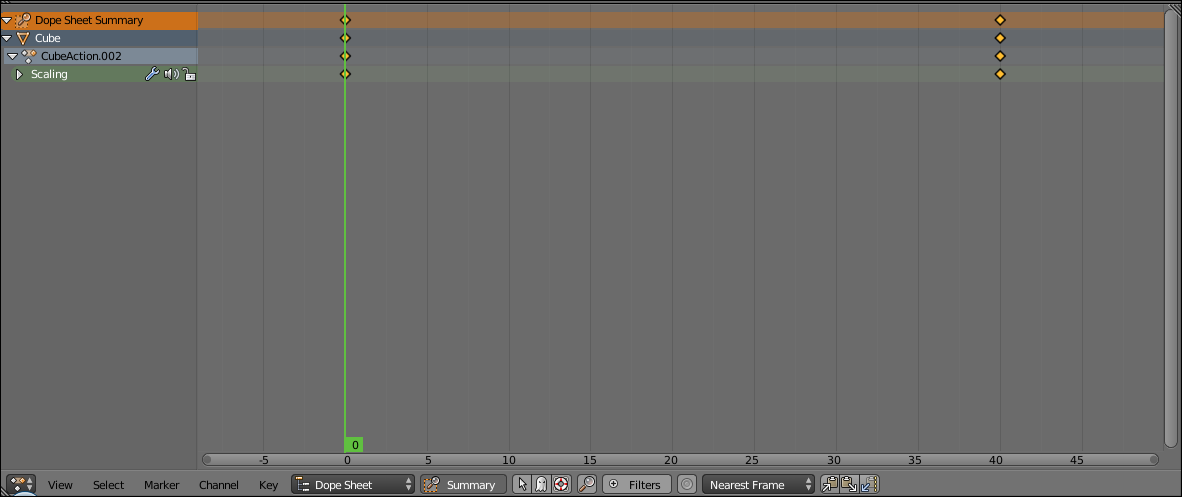 Dope Sheet Summary
Cube
CubeAction.002
Scaling
0
-5 0 5 10 15 20 25 30 35 40 45
View Select Marker Channel Key Dope Sheet Summary Filters Nearest Frame